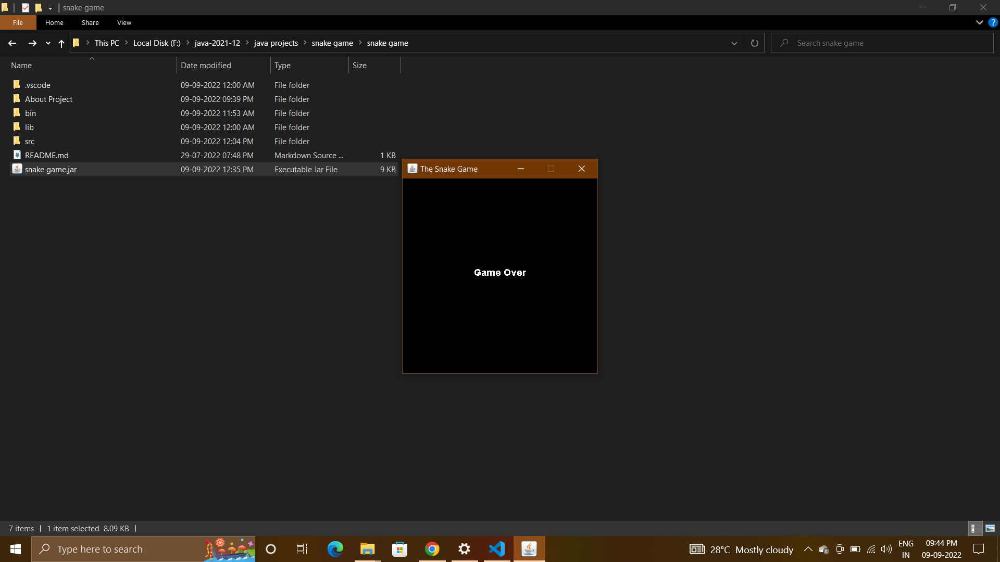 snake game
File Home Share View
This PC Local Disk (F:) java-2021-12 java projects snake game snake game
Search snake game
Name Date modified Type Size
.vscode 09-09-2022 12:00 AM File folder
About Project 09-09-2022 09:39 PM File folder
bin 09-09-2022 11:53 AM File folder
lib 09-09-2022 12:00 AM File folder
src 09-09-2022 12:04 PM File folder
README.md 29-07-2022 07:48 PM Markdown Source ... 1 KB
snake game.jar 09-09-2022 12:35 PM Executable Jar File 9 KB
The Snake Game
Game Over
7 items 1 item selected 8.09 KB
Type here to search
28°C Mostly cloudy
ENG
IN
09:44 PM
09-09-2022